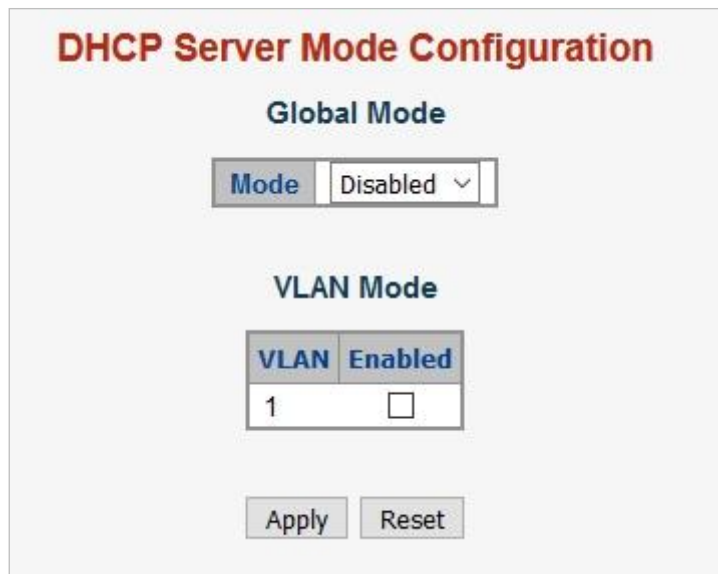 DHCP Server Mode Configuration
Global Mode
Mode Disabled
VLAN Mode
VLAN Enabled
1
Apply Reset